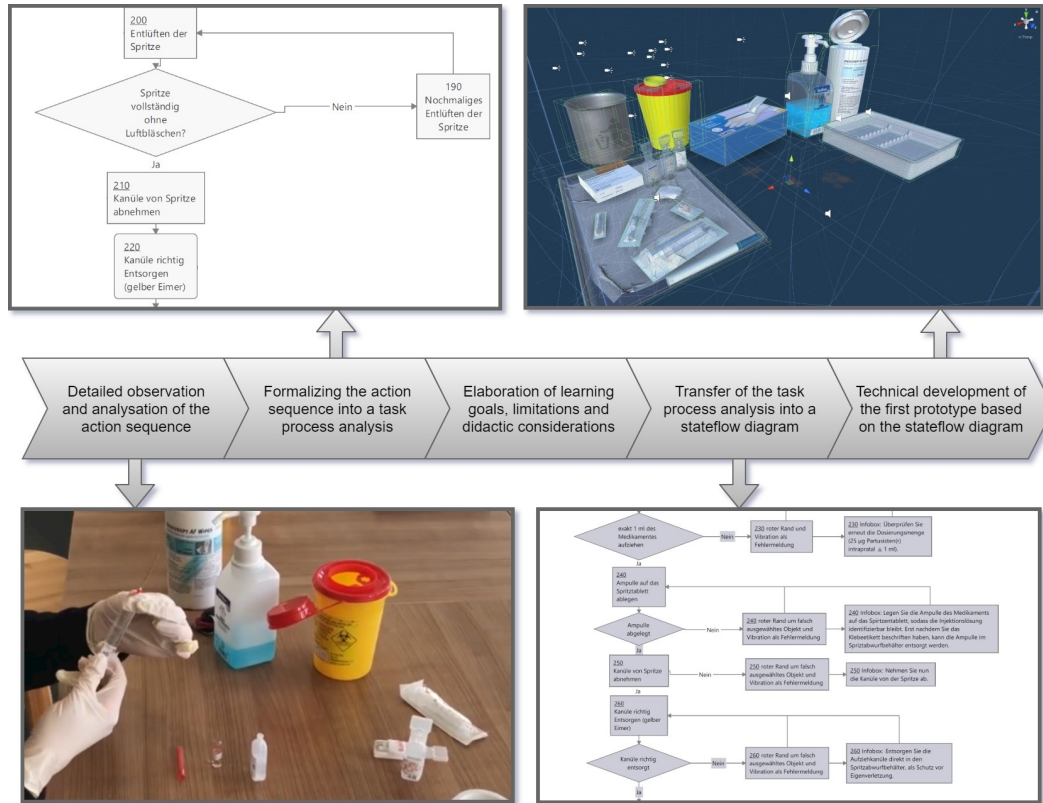 200
Entlüften der
Spritze
Spritze
vollständig
ohne
Luftbläschen?
Nein
190
Nochmaliges
Entlüften der
Spritze
Ja
210
Kanüle von Spritze
abnehmen
220
Kanüle richtig
Entsorgen
(gelber Eimer)
Persp
Detailed observation
and analysation of the
action sequence
Formalizing the action
sequence into a task
process analysis
Elaboration of learning
goals, limitations and
didactic considerations
Transfer of the task
process analysis into a
stateflow diagram
Technical development of
the first prototype based
on the stateflow diagram
AF Wipes
exakt 1 ml des
Medikamentes
aufziehen
Nein
230 roter Rand und
Vibration als
Fehlermeldung
230 Infobox: Überprüfen Sie
erneut die Dosierungsmenge
(25 µg Partusisten(r)
intrapratal ≙ 1 ml).
Ja
240
Ampulle auf das
Spritztablett
ablegen
Ampulle
abgelegt
Nein
240 roter Rand um falsch
ausgewähltes Objekt und
Vibration als Fehlermeldung
240 Infobox: Legen Sie die Ampulle des Medikaments
auf das Spirtzentablett, sodass die Injektionslösung
identifizierbar bleibt. Erst nachdem Sie das
Klebeetikett beschriften haben, kann die Ampulle im
Spriztabwurfbehälter entsorgt werden.
Ja
250
Kanüle von Spritze
abnehmen
Nein
250 roter Rand um falsch
ausgewähltes Objekt und
Vibration als Fehlermeldung
250 Infobox: Nehmen Sie nun
die Kanüle von der Spritze ab.
Ja
260
Kanüle richtig
Entsorgen (gelber
Eimer)
Kanüle richtig
entsorgt
Nein
260 roter Rand um falsch
ausgewähltes Objekt und
Vibration als Fehlermeldung
260 Infobox: Entsorgen Sie die
Aufziehkanüle direkt in den
Spritzabwurfbehälter, als Schutz vor
Eigenverletzung.
Ja